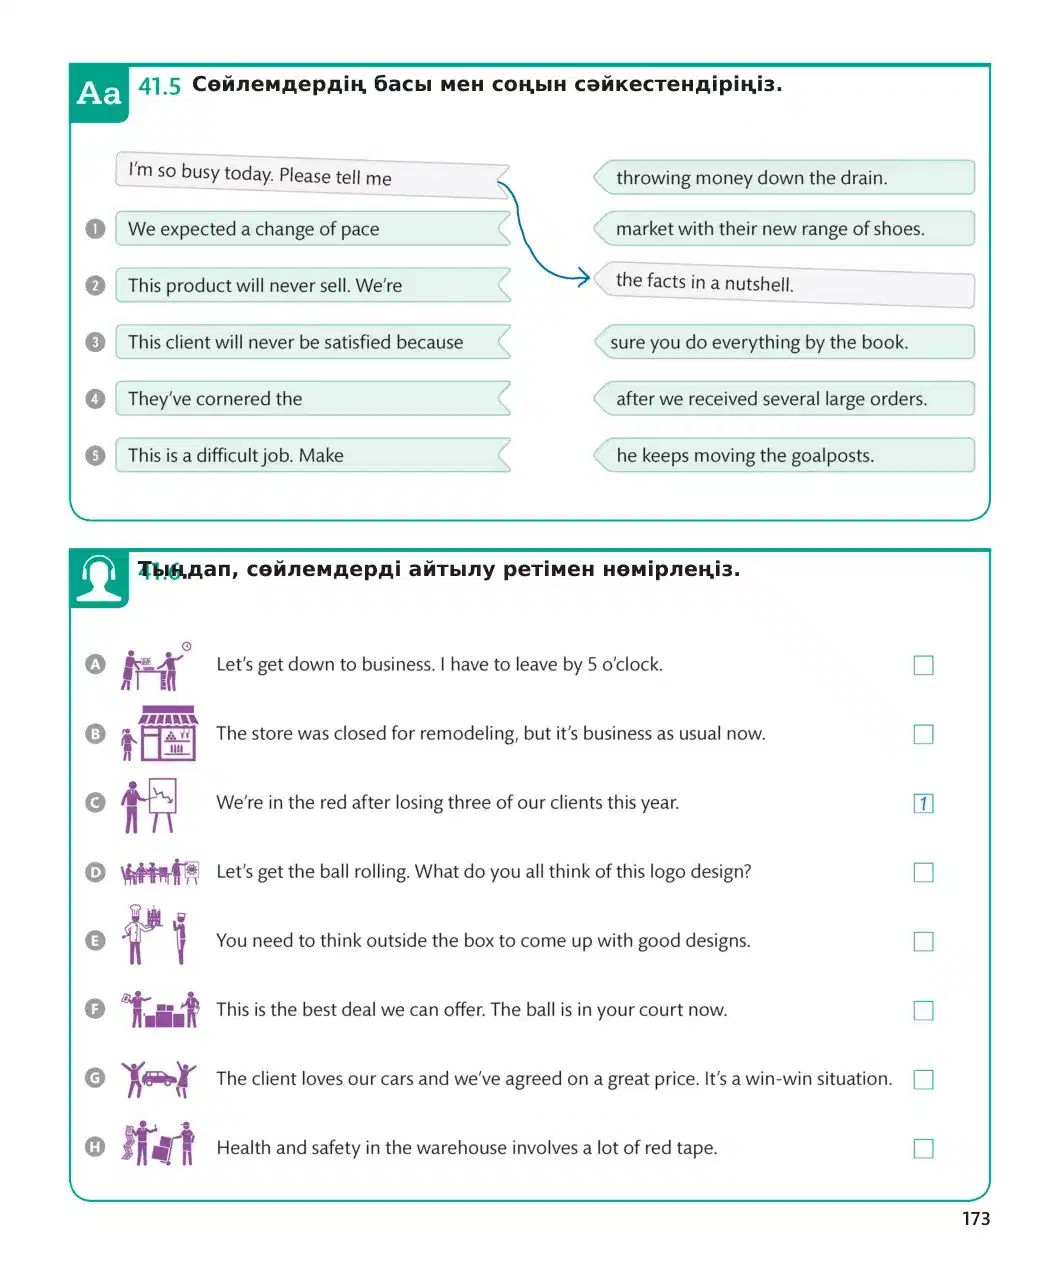 Aa 41.5 Сөйлемдердің басы мен соңын сәйкестендіріңіз.
I'm so busy today. Please tell me
throwing money down the drain.
1 We expected a change of pace
market with their new range of shoes.
2 This product will never sell. We're
the facts in a nutshell.
3 This client will never be satisfied because
sure you do everything by the book.
4 They've cornered the
after we received several large orders.
5 This is a difficult job. Make
he keeps moving the goalposts.
Тыңдап, сөйлемдерді айтылу ретімен нөмірлеңіз.
A Let's get down to business. I have to leave by 5 o'clock.
B The store was closed for remodeling, but it's business as usual now.
C We're in the red after losing three of our clients this year. 1
D Let's get the ball rolling. What do you all think of this logo design?
E You need to think outside the box to come up with good designs.
F This is the best deal we can offer. The ball is in your court now.
G The client loves our cars and we've agreed on a great price. It's a win-win situation.
H Health and safety in the warehouse involves a lot of red tape.
173